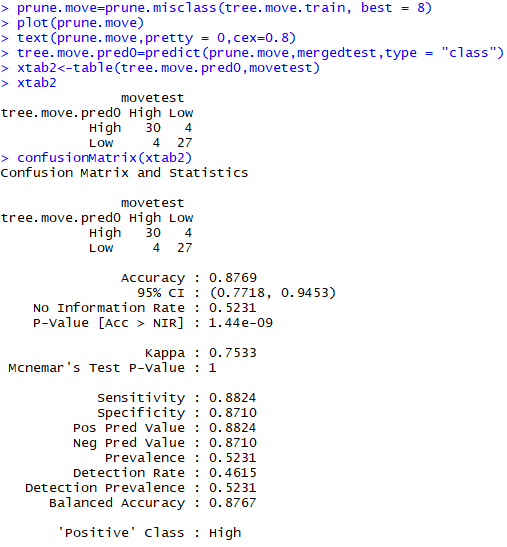 > prune.move=prune.misclass(tree.move.train, best = 8)
> plot(prune.move)
> text(prune.move,pretty = 0,cex=0.8)
> tree.move.pred0=predict(prune.move,mergedtest,type = "class")
> xtab2<-table(tree.move.pred0,movetest)
> xtab2
movetest
tree.move.pred0 High Low
High 30 4
Low 4 27
> confusionMatrix(xtab2)
Confusion Matrix and Statistics
movetest
tree.move.pred0 High Low
High 30 4
Low 4 27
Accuracy : 0.8769
95% CI : (0.7718, 0.9453)
No Information Rate : 0.5231
P-Value [Acc > NIR] : 1.44e-09
Kappa : 0.7533
Mcnemar's Test P-Value : 1
Sensitivity : 0.8824
Specificity : 0.8710
Pos Pred Value : 0.8824
Neg Pred Value : 0.8710
Prevalence : 0.5231
Detection Rate : 0.4615
Detection Prevalence : 0.5231
Balanced Accuracy : 0.8767
'Positive' Class : High